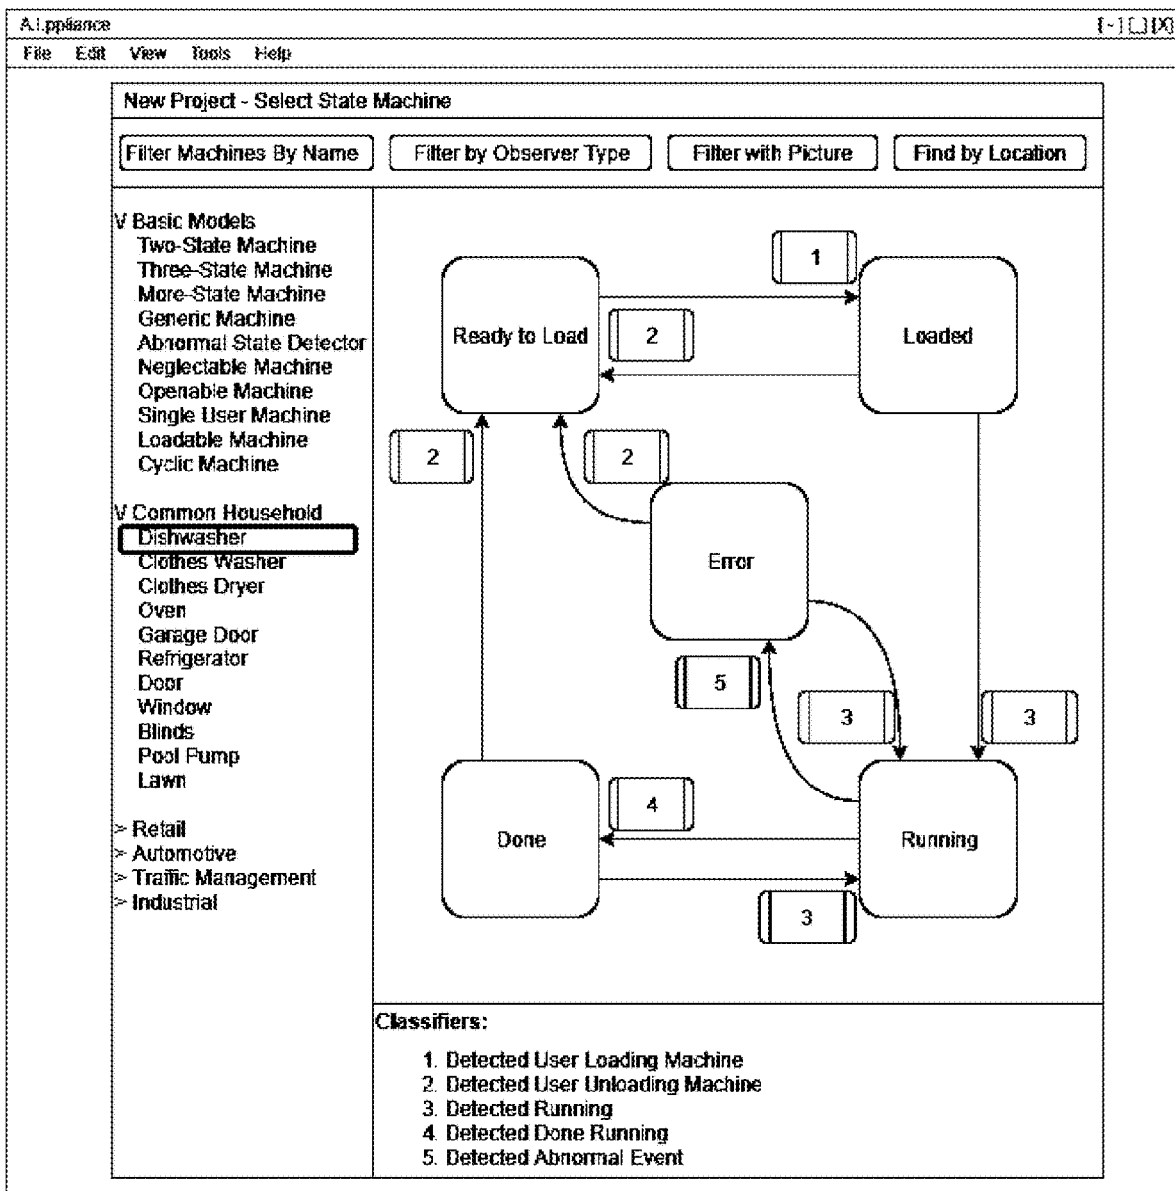 A.I.ppliance [-] [_] [X]
File Edit View Tools Help
New Project - Select State Machine
Filter Machines By Name Filter by Observer Type Filter with Picture Find by Location
V Basic Models
Two-State Machine
Three-State Machine
More-State Machine
Generic Machine
Abnormal State Detector
Neglectable Machine
Openable Machine
Single User Machine
Loadable Machine
Cyclic Machine
V Common Household
Dishwasher
Clothes Washer
Clothes Dryer
Oven
Garage Door
Refrigerator
Door
Window
Blinds
Pool Pump
Lawn
> Retail
> Automotive
> Traffic Management
> Industrial
1
Ready to Load 2 Loaded
2 2
Error
5
3 3
4
Done Running
3
Classifiers:
1. Detected User Loading Machine
2. Detected User Unloading Machine
3. Detected Running
4. Detected Done Running
5. Detected Abnormal Event